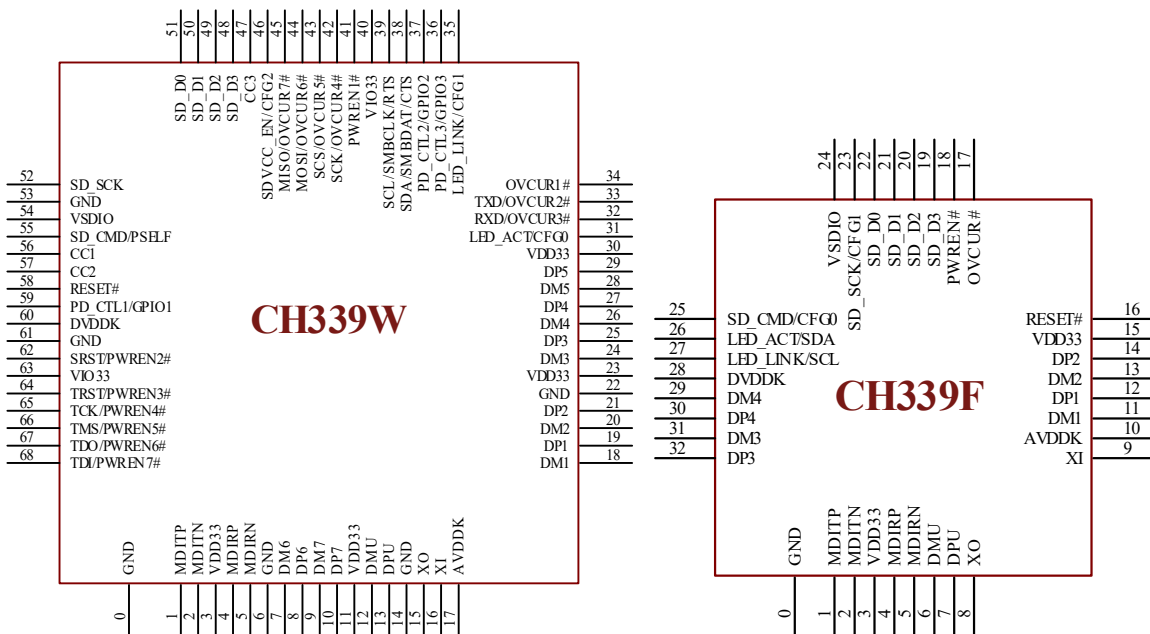 51 50 49 48 47 46 45 44 43 42 41 40 39 38 37 36 35
SD_D0
SD_D1
SD_D2
SD_D3
CC3
SDVCC_EN/CFG2
MISO/OVCUR7#
MOSI/OVCUR6#
SCS/OVCUR5#
SCK/OVCUR4#
PWREN1#
VIO33
SCL/SMBCLK/RTS
SDA/SMBDAT/CTS
PD_CTL2/GPIO2
PD_CTL3/GPIO3
LED_LINK/CFG1
52 SD_SCK
53 GND
54 VSDIO
55 SD_CMD/PSELF
56 CC1
57 CC2
58 RESET#
59 PD_CTL1/GPIO1
60 DVDDK
61 GND
62 SRST/PWREN2#
63 VIO33
64 TRST/PWREN3#
65 TCK/PWREN4#
66 TMS/PWREN5#
67 TDO/PWREN6#
68 TDI/PWREN7#
CH339W
OVCUR1# 34
TXD/OVCUR2# 33
RXD/OVCUR3# 32
LED_ACT/CFG0 31
VDD33 30
DP5 29
DM5 28
DP4 27
DM4 26
DP3 25
DM3 24
VDD33 23
GND 22
DP2 21
DM2 20
DP1 19
DM1 18
GND
MDITP
MDITN
VDD33
MDIRP
MDIRN
GND
DM6
DP6
DM7
DP7
VDD33
DMU
DPU
GND
XO
XI
AVDDK
0 1 2 3 4 5 6 7 8 9 10 11 12 13 14 15 16 17
24 23 22 21 20 19 18 17
VSDIO
SD_SCK/CFG1
SD_D0
SD_D1
SD_D2
SD_D3
PWREN#
OVCUR#
25 SD_CMD/CFG0
26 LED_ACT/SDA
27 LED_LINK/SCL
28 DVDDK
29 DM4
30 DP4
31 DM3
32 DP3
CH339F
RESET# 16
VDD33 15
DP2 14
DM2 13
DP1 12
DM1 11
AVDDK 10
XI 9
GND
MDITP
MDITN
VDD33
MDIRP
MDIRN
DMU
DPU
XO
0 1 2 3 4 5 6 7 8